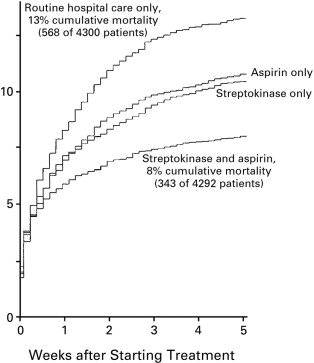 Routine hospital care only,
13% cumulative mortality
(568 of 4300 patients)
10
Aspirin only
Streptokinase only
Streptokinase and aspirin,
8% cumulative mortality
(343 of 4292 patients)
5
0
0 1 2 3 4 5
Weeks after Starting Treatment